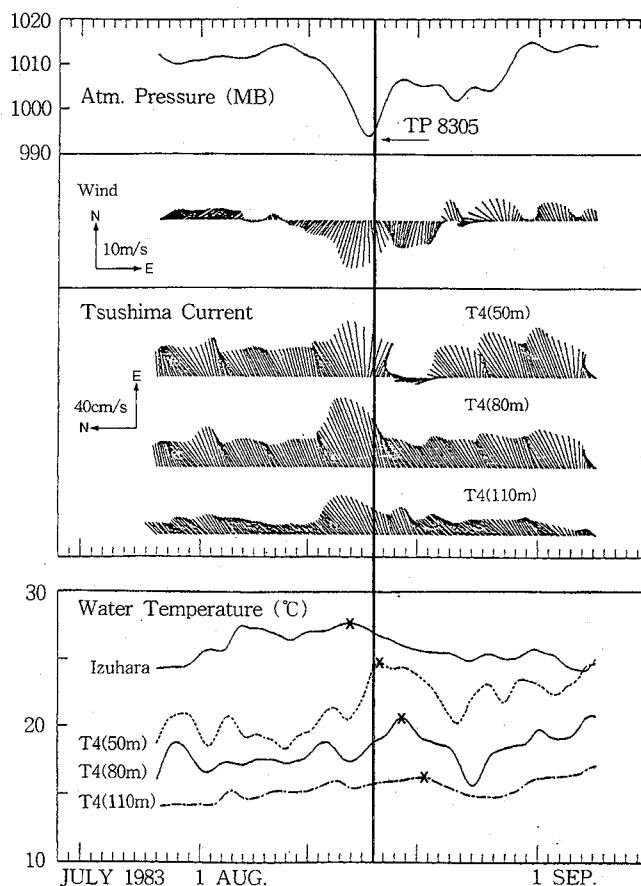 1020
1010
1000
990
Atm. Pressure (MB)
TP 8305
Wind
N
10m/s
E
Tsushima Current
T4(50m)
E
40cm/s
N
T4(80m)
T4(110m)
30
Water Temperature (℃)
Izuhara
20
T4(50m)
T4(80m)
T4(110m)
10
JULY 1983 1 AUG. 1 SEP.